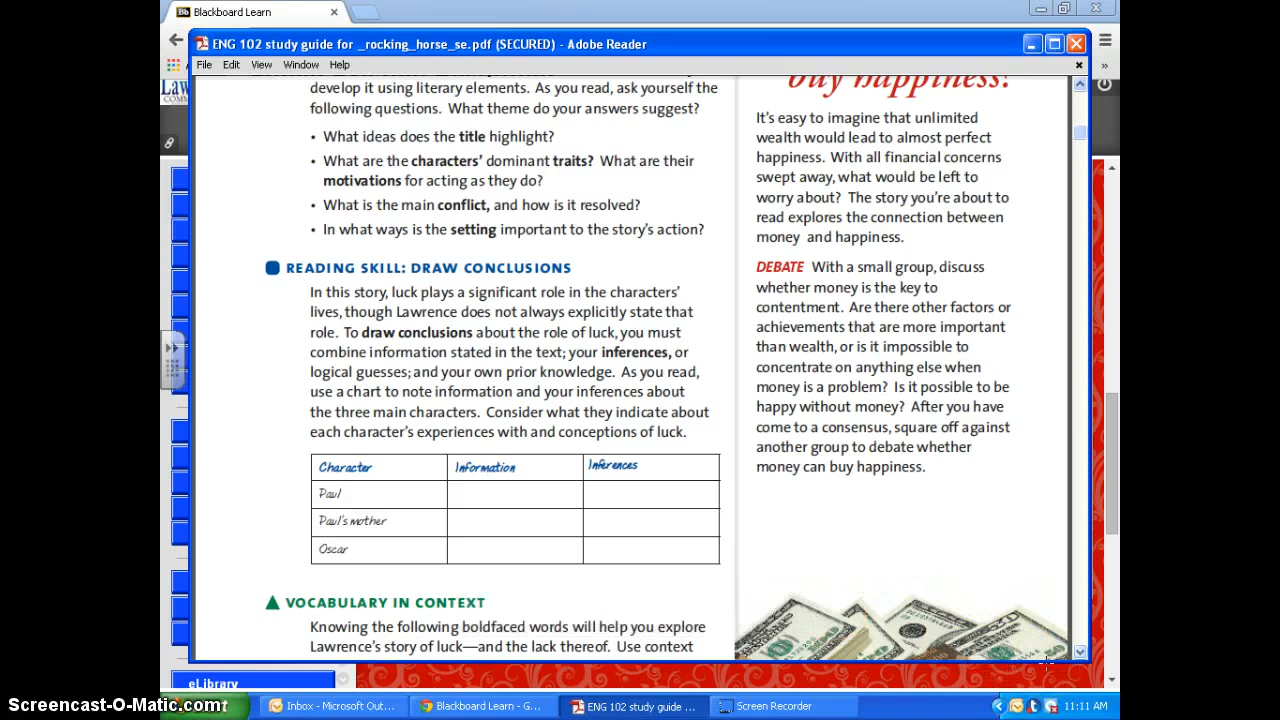 Blackboard Learn
ENG 102 study guide for _rocking_horse_se.pdf (SECURED) - Adobe Reader
File Edit View Window Help
develop it using literary elements. As you read, ask yourself the
following questions. What theme do your answers suggest?
• What ideas does the title highlight?
• What are the characters' dominant traits? What are their
motivations for acting as they do?
• What is the main conflict, and how is it resolved?
• In what ways is the setting important to the story's action?
READING SKILL: DRAW CONCLUSIONS
In this story, luck plays a significant role in the characters'
lives, though Lawrence does not always explicitly state that
role. To draw conclusions about the role of luck, you must
combine information stated in the text; your inferences, or
logical guesses; and your own prior knowledge. As you read,
use a chart to note information and your inferences about
the three main characters. Consider what they indicate about
each character's experiences with and conceptions of luck.
Character Information Inferences
Paul
Paul's mother
Oscar
VOCABULARY IN CONTEXT
Knowing the following boldfaced words will help you explore
Lawrence's story of luck—and the lack thereof. Use context
buy happiness?
It's easy to imagine that unlimited
wealth would lead to almost perfect
happiness. With all financial concerns
swept away, what would be left to
worry about? The story you're about to
read explores the connection between
money and happiness.
DEBATE With a small group, discuss
whether money is the key to
contentment. Are there other factors or
achievements that are more important
than wealth, or is it impossible to
concentrate on anything else when
money is a problem? Is it possible to be
happy without money? After you have
come to a consensus, square off against
another group to debate whether
money can buy happiness.
eLibrary
Inbox - Microsoft Out... Blackboard Learn - G... ENG 102 study guide ... Screen Recorder 11:11 AM
Screencast-O-Matic.com